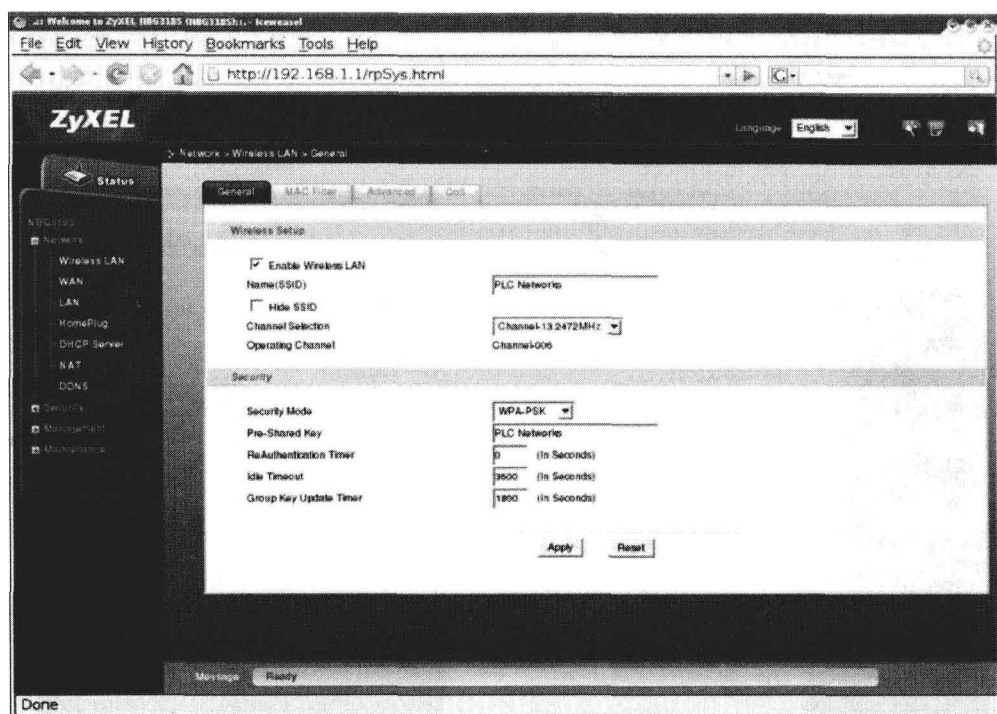 .:: Welcome to ZyXEL NBG318S (NBG318S)::. - Iceweasel
File Edit View History Bookmarks Tools Help
http://192.168.1.1/rpSys.html
G
ZyXEL
Language English
> Network > Wireless LAN > General
Status
General MAC Filter Advanced QoS
NBG318S
Network
Wireless LAN
WAN
LAN
HomePlug
DHCP Server
NAT
DDNS
Security
Management
Maintenance
Wireless Setup
Enable Wireless LAN
Name(SSID) PLC Networks
Hide SSID
Channel Selection Channel-13 2472MHz
Operating Channel Channel-006
Security
Security Mode WPA-PSK
Pre-Shared Key PLC Networks
ReAuthentication Timer 0 (In Seconds)
Idle Timeout 3600 (In Seconds)
Group Key Update Timer 1800 (In Seconds)
Apply Reset
Message Ready
Done